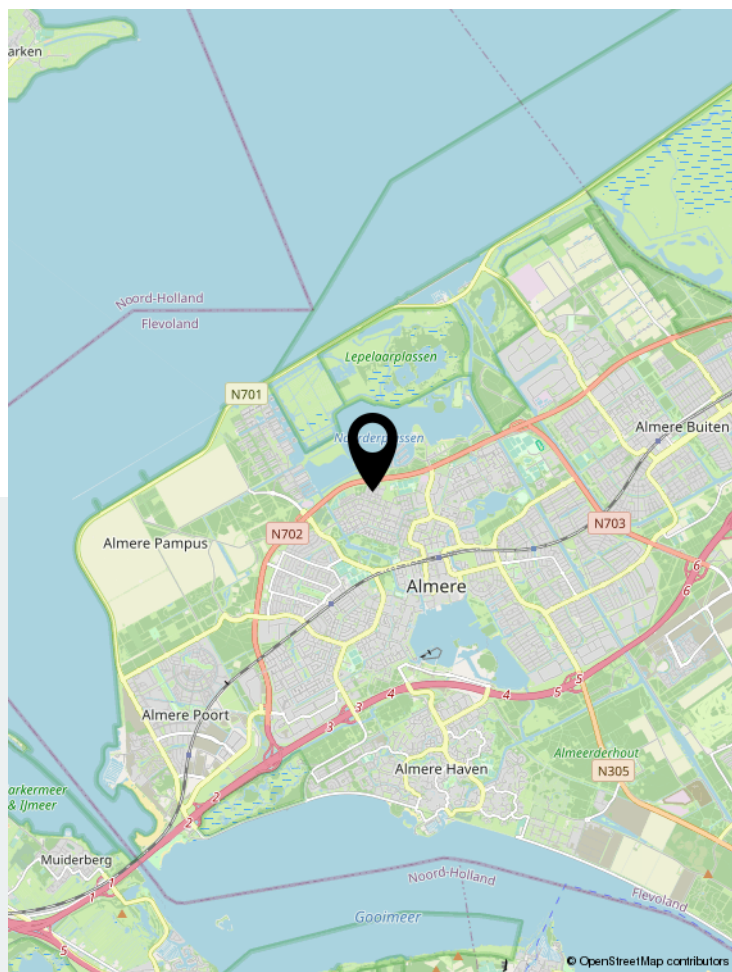 arken
Noord-Holland
Flevoland
Lepelaarplassen
N701
Almere Buiten
Noorderplassen
N702
N703
Almere Pampus
Almere
6
6
5
5
4
4
3
3
Almere Poort
Almeerderhout
Almere Haven
N305
arkermeer
& IJmeer
2
2
Muiderberg
1
1
Noord-Holland
Flevoland
Gooimeer
5
© OpenStreetMap contributors